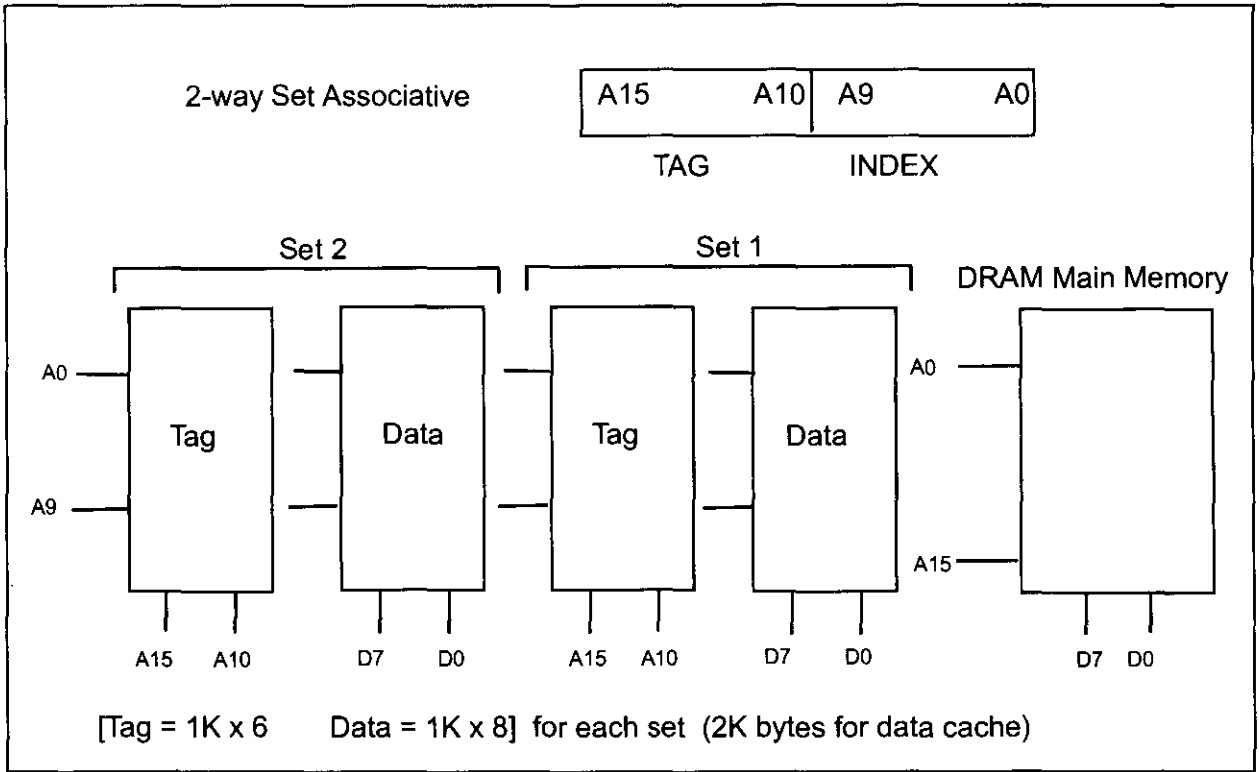 2-way Set Associative
A15 A10 A9 A0
TAG INDEX
Set 2 Set 1
DRAM Main Memory
A0 A0
Tag Data Tag Data
A9
A15
A15 A10 D7 D0 A15 A10 D7 D0 D7 D0
[Tag = 1K x 6 Data = 1K x 8] for each set (2K bytes for data cache)